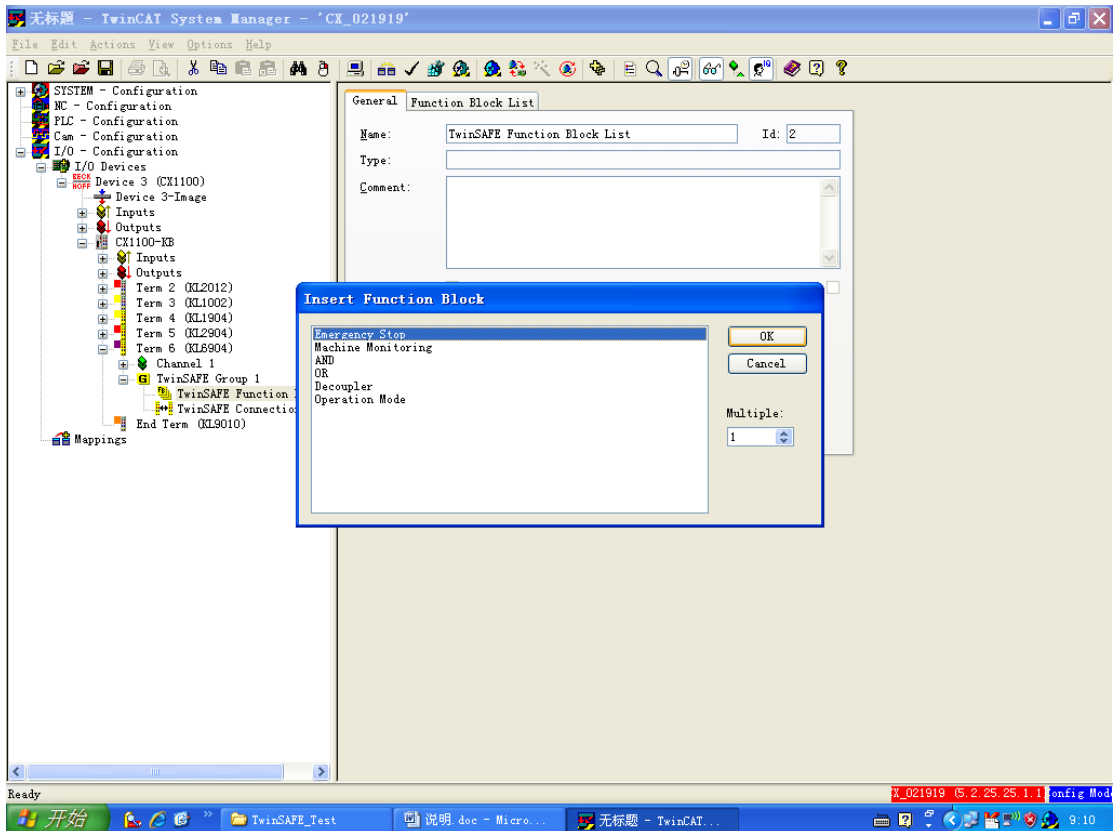 无标题 - TwinCAT System Manager - 'CX_021919'
File Edit Actions View Options Help
SYSTEM - Configuration
NC - Configuration
PLC - Configuration
Cam - Configuration
I/O - Configuration
I/O Devices
BECK HOFF
Device 3 (CX1100)
Device 3-Image
Inputs
Outputs
CX1100-KB
Inputs
Outputs
Term 2 (KL2012)
Term 3 (KL1002)
Term 4 (KL1904)
Term 5 (KL2904)
Term 6 (KL6904)
Channel 1
G TwinSAFE Group 1
TwinSAFE Function
TwinSAFE Connectio
End Term (KL9010)
Mappings
General Function Block List
Name: TwinSAFE Function Block List Id: 2
Type:
Comment:
Insert Function Block
Emergency Stop
Machine Monitoring
AND
OR
Decoupler
Operation Mode
OK
Cancel
Multiple:
1
Ready
X_021919 (5.2.25.25.1.1) onfig Mod
开始 TwinSAFE_Test 说明.doc - Micro... 无标题 - TwinCAT... 9:10